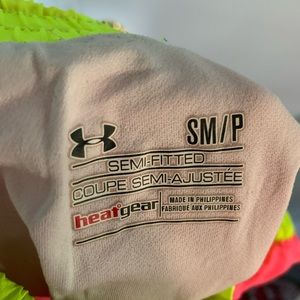 SM/P
SEMI-FITTED
COUPE SEMI-AJUSTÉE
heatgear
MADE IN PHILIPPINES
FABRIQUÉ AUX PHILIPPINES